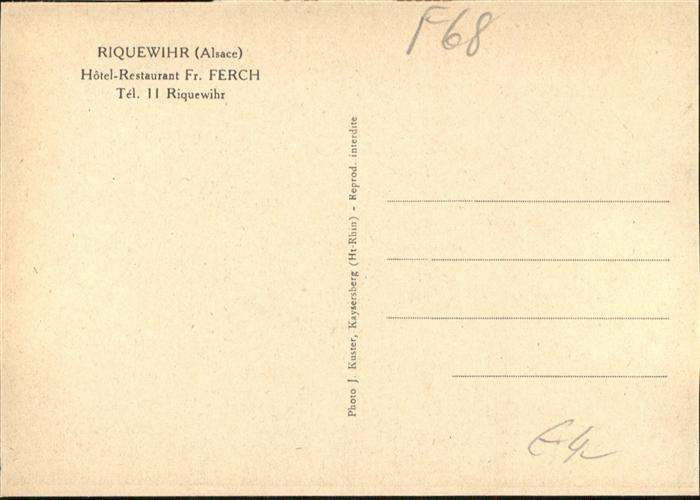 RIQUEWIHR (Alsace)
Hôtel-Restaurant Fr. FERCH
Tél. 11 Riquewihr
Photo J. Kuster, Kaysersberg (Ht-Rhin) - Reprod. interdite
F68